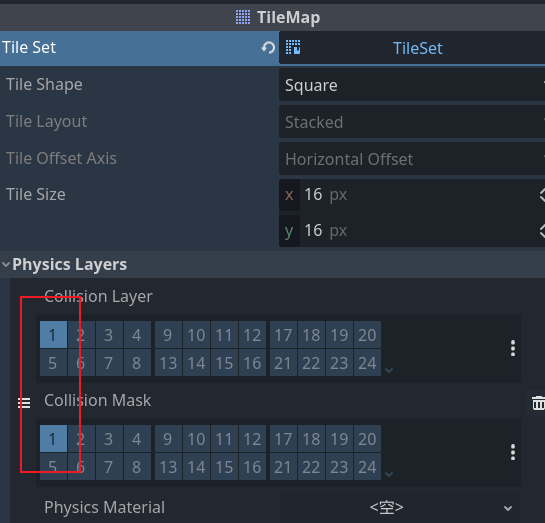 TileMap
Tile Set TileSet
Tile Shape Square
Tile Layout Stacked
Tile Offset Axis Horizontal Offset
Tile Size x 16 px
y 16 px
Physics Layers
Collision Layer
1 2 3 4 9 10 11 12 17 18 19 20
5 6 7 8 13 14 15 16 21 22 23 24
Collision Mask
1 2 3 4 9 10 11 12 17 18 19 20
5 6 7 8 13 14 15 16 21 22 23 24
Physics Material <空>